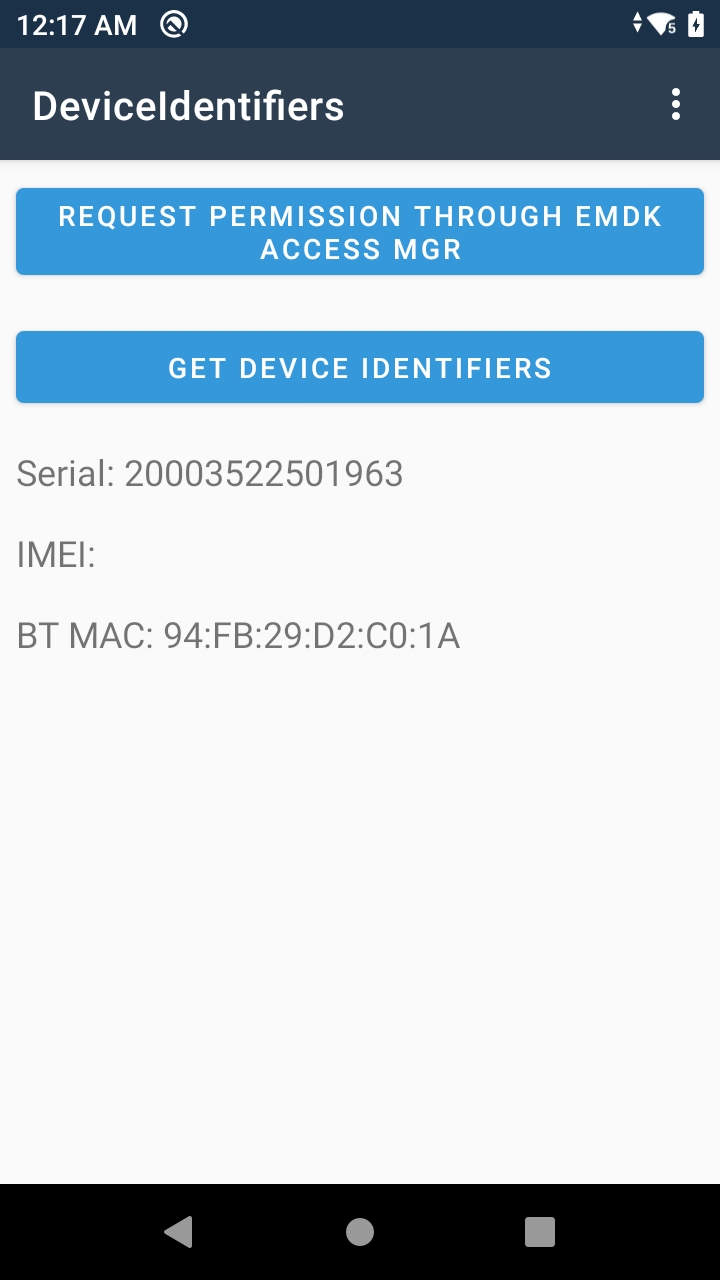 12:17 AM
5
DeviceIdentifiers
REQUEST PERMISSION THROUGH EMDK
ACCESS MGR
GET DEVICE IDENTIFIERS
Serial: 20003522501963
IMEI:
BT MAC: 94:FB:29:D2:C0:1A